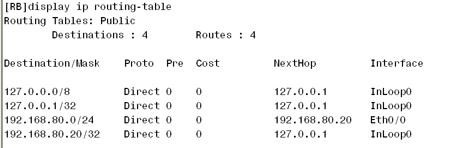 [RB]display ip routing-table
Routing Tables: Public
Destinations : 4 Routes : 4
Destination/Mask Proto Pre Cost NextHop Interface
127.0.0.0/8 Direct 0 0 127.0.0.1 InLoop0
127.0.0.1/32 Direct 0 0 127.0.0.1 InLoop0
192.168.80.0/24 Direct 0 0 192.168.80.20 Eth0/0
192.168.80.20/32 Direct 0 0 127.0.0.1 InLoop0